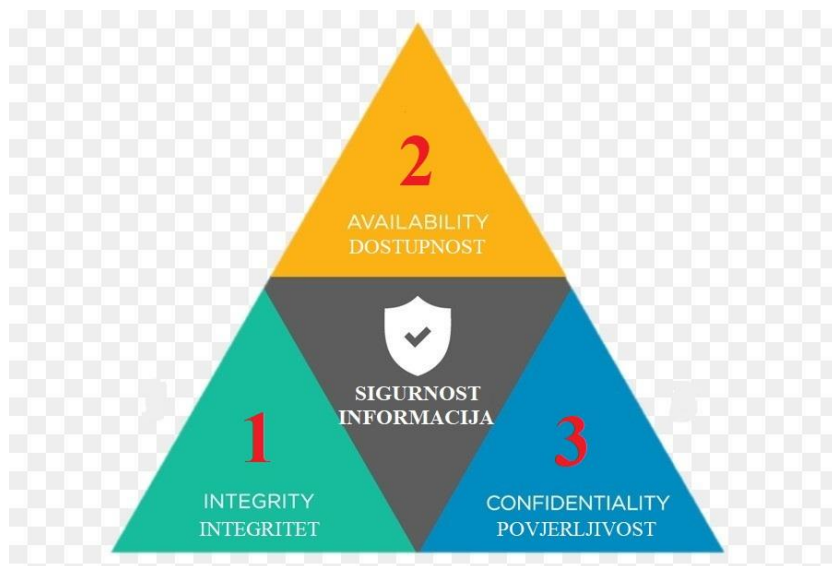 2
AVAILABILITY
DOSTUPNOST
SIGURNOST
INFORMACIJA
1
INTEGRITY
INTEGRITET
3
CONFIDENTIALITY
POVJERLJIVOST